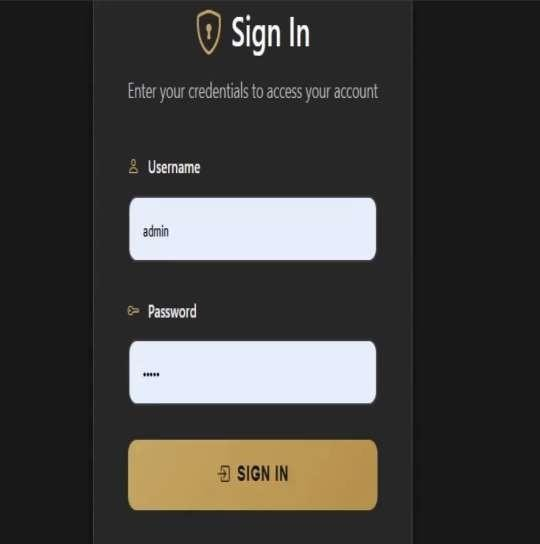 Sign In
Enter your credentials to access your account
Username
admin
Password
•••••
SIGN IN